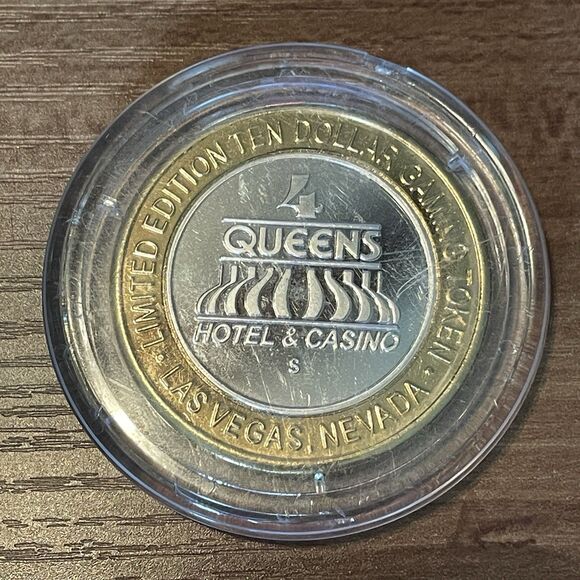 LIMITED EDITION TEN DOLLAR GAMING TOKEN
4
QUEENS
HOTEL & CASINO
S
• LAS VEGAS, NEVADA •